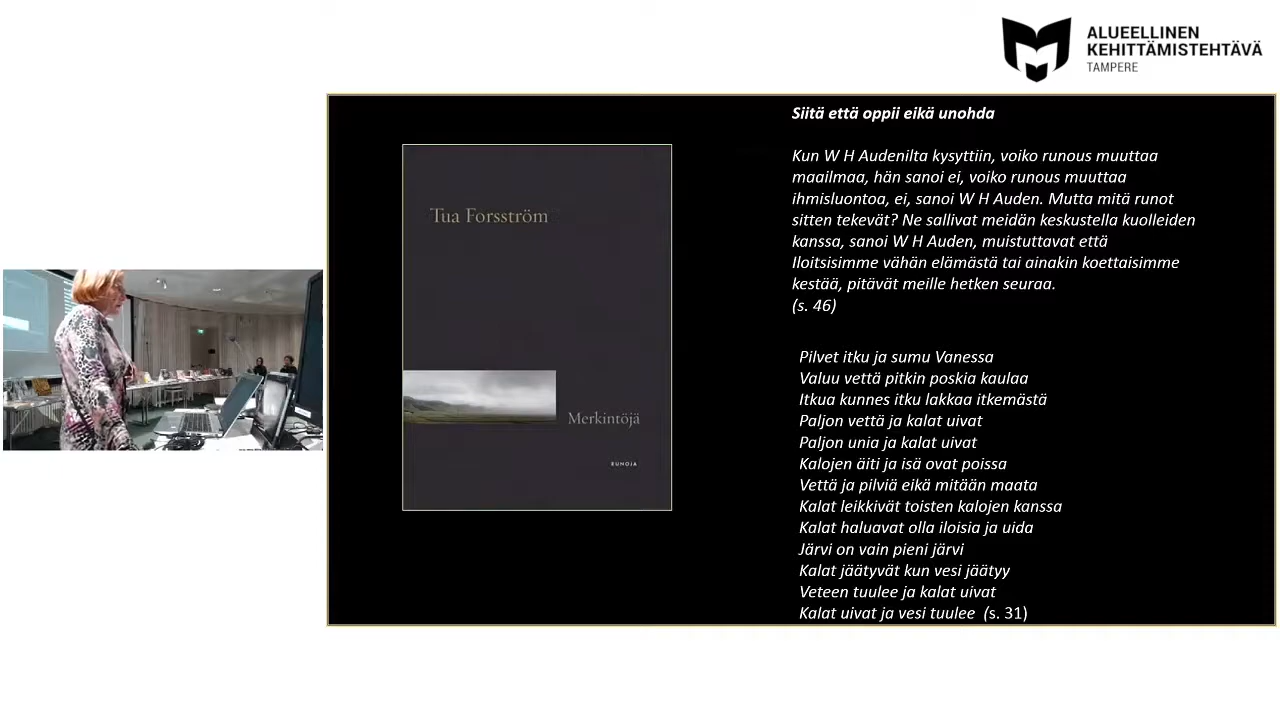 ALUEELLINEN
KEHITTÄMISTEHTÄVÄ
TAMPERE
Tua Forsström
Merkintöjä
RUNOJA
Siitä että oppii eikä unohda
Kun W H Audenilta kysyttiin, voiko runous muuttaa
maailmaa, hän sanoi ei, voiko runous muuttaa
ihmisluontoa, ei, sanoi W H Auden. Mutta mitä runot
sitten tekevät? Ne sallivat meidän keskustella kuolleiden
kanssa, sanoi W H Auden, muistuttavat että
Iloitsisimme vähän elämästä tai ainakin koettaisimme
kestää, pitävät meille hetken seuraa.
(s. 46)
Pilvet itku ja sumu Vanessa
Valuu vettä pitkin poskia kaulaa
Itkua kunnes itku lakkaa itkemästä
Paljon vettä ja kalat uivat
Paljon unia ja kalat uivat
Kalojen äiti ja isä ovat poissa
Vettä ja pilviä eikä mitään maata
Kalat leikkivät toisten kalojen kanssa
Kalat haluavat olla iloisia ja uida
Järvi on vain pieni järvi
Kalat jäätyvät kun vesi jäätyy
Veteen tuulee ja kalat uivat
Kalat uivat ja vesi tuulee (s. 31)